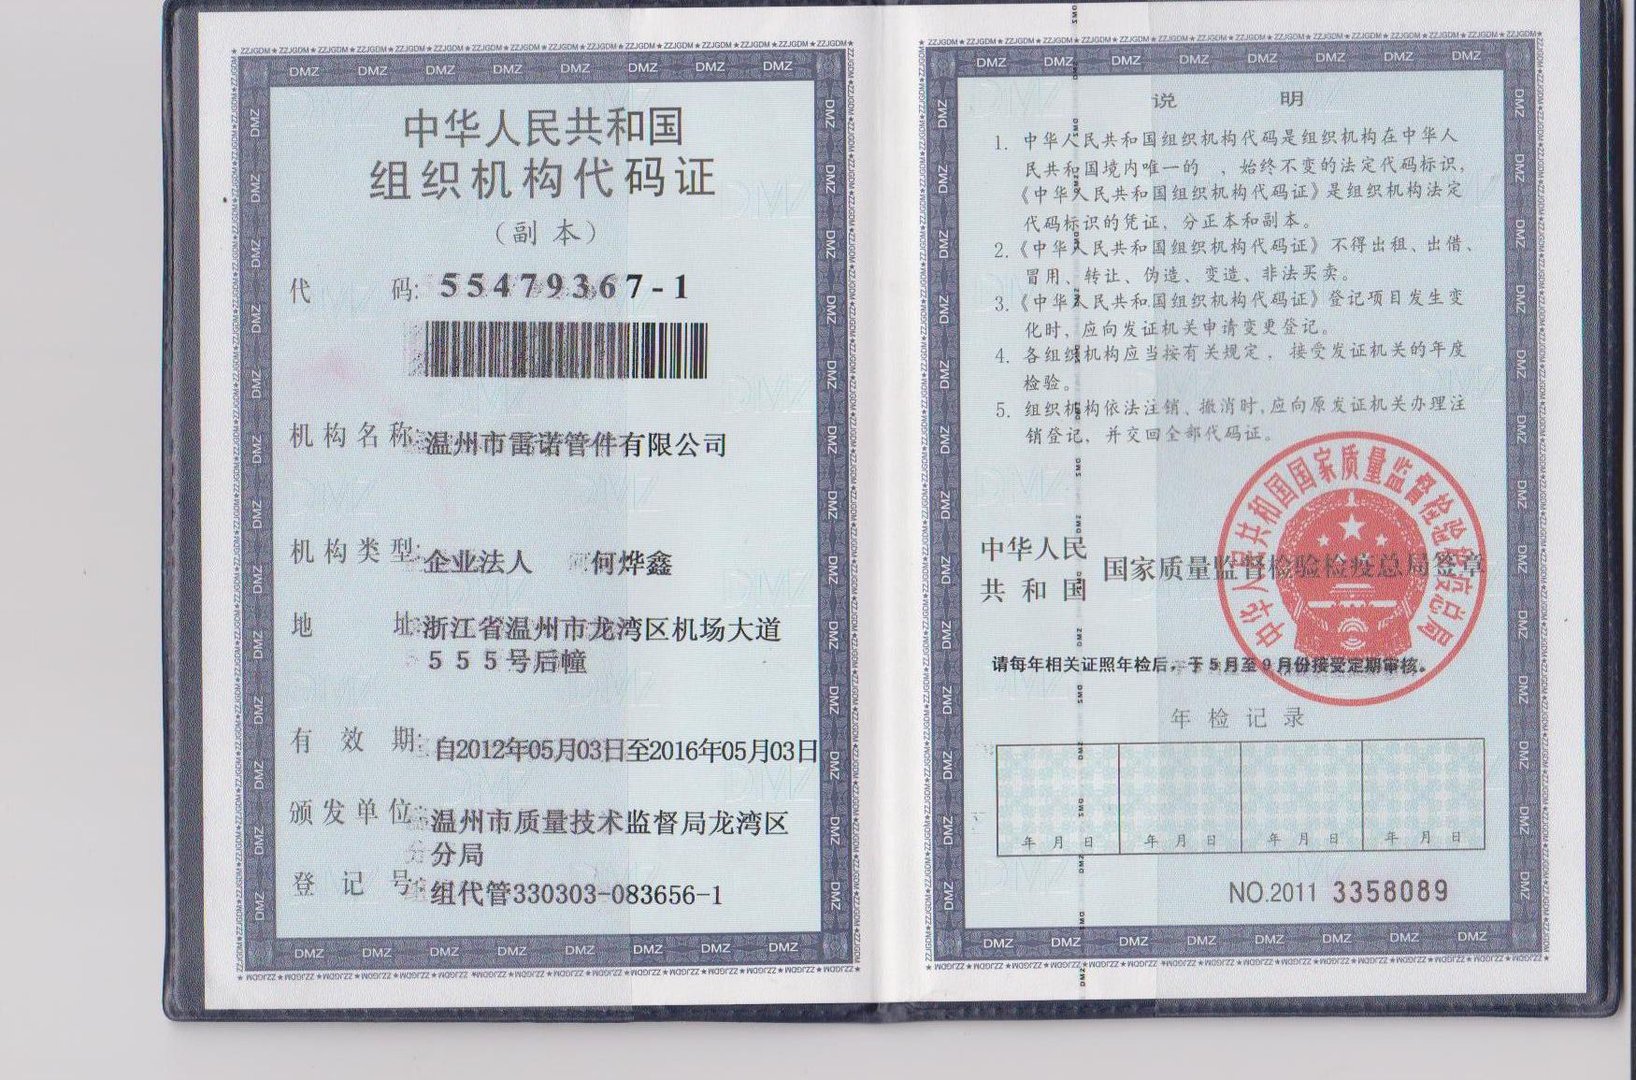 中华人民共和国
组织机构代码证
（副 本）
代 码: 55479367-1
机构名称: 温州市雷诺管件有限公司
机构类型: 企业法人 何烨鑫
地 址: 浙江省温州市龙湾区机场大道
555号后幢
有 效 期: 自2012年05月03日至2016年05月03日
颁发单位: 温州市质量技术监督局龙湾区
分局
登 记 号: 组代管330303-083656-1
说 明
1. 中华人民共和国组织机构代码是组织机构在中华人
民共和国境内唯一的 、始终不变的法定代码标识，
《中华人民共和国组织机构代码证》是组织机构法定
代码标识的凭证、分正本和副本。
2.《中华人民共和国组织机构代码证》不得出租、出借、
冒用、转让、伪造、变造、非法买卖。
3.《中华人民共和国组织机构代码证》登记项目发生变
化时、应向发证机关申请变更登记。
4. 各组织机构应当按有关规定，接受发证机关的年度
检验。
5. 组织机构依法注销、撤消时,应向原发证机关办理注
销登记，并交回全部代码证。
中华人民
共和国 国家质量监督检验检疫总局签章
中华人民共和国国家质量监督检验检疫总局
请每年相关证照年检后，于5月至9月份接受定期审核。
年 检 记 录
年 月 日 年 月 日 年 月 日 年 月 日
NO.2011 3358089